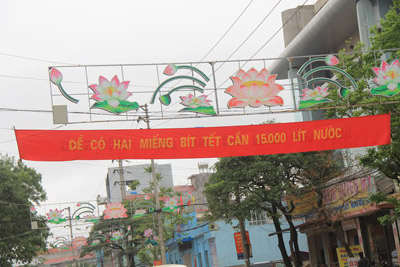 ĐỂ CÓ HAI MIẾNG BÍT TẾT CẦN 15.000 LÍT NƯỚC